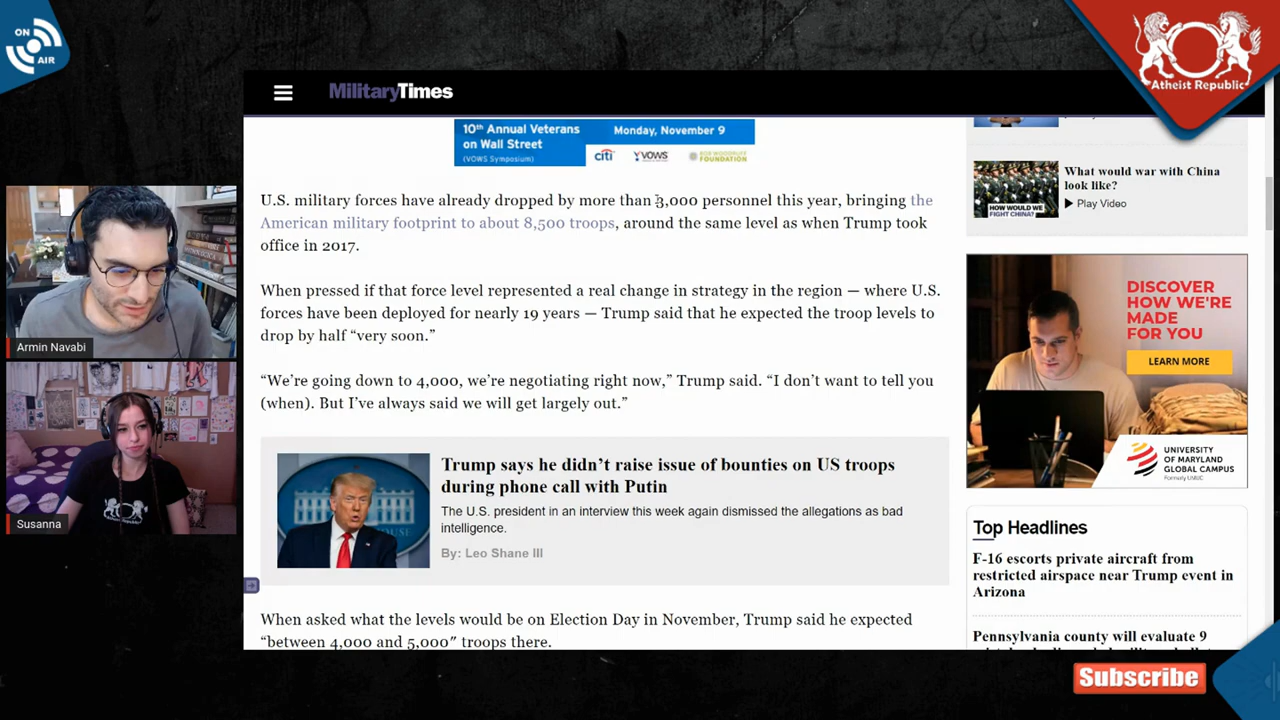 ON
AIR
Atheist Republic
MilitaryTimes
10th Annual Veterans
on Wall Street
(VOWS Symposium)
Monday, November 9
citi
VOWS
BOB WOODRUFF
FOUNDATION
U.S. military forces have already dropped by more than 3,000 personnel this year, bringing the
American military footprint to about 8,500 troops, around the same level as when Trump took
office in 2017.
When pressed if that force level represented a real change in strategy in the region — where U.S.
forces have been deployed for nearly 19 years — Trump said that he expected the troop levels to
drop by half “very soon.”
“We’re going down to 4,000, we’re negotiating right now,” Trump said. “I don’t want to tell you
(when). But I’ve always said we will get largely out.”
Trump says he didn’t raise issue of bounties on US troops
during phone call with Putin
The U.S. president in an interview this week again dismissed the allegations as bad
intelligence.
By: Leo Shane III
When asked what the levels would be on Election Day in November, Trump said he expected
“between 4,000 and 5,000” troops there.
HOW WOULD WE
FIGHT CHINA?
What would war with China
look like?
Play Video
DISCOVER
HOW WE'RE
MADE
FOR YOU
LEARN MORE
UNIVERSITY
OF MARYLAND
GLOBAL CAMPUS
Formerly UMUC
Top Headlines
F-16 escorts private aircraft from
restricted airspace near Trump event in
Arizona
Pennsylvania county will evaluate 9
Armin Navabi
Susanna
Subscribe